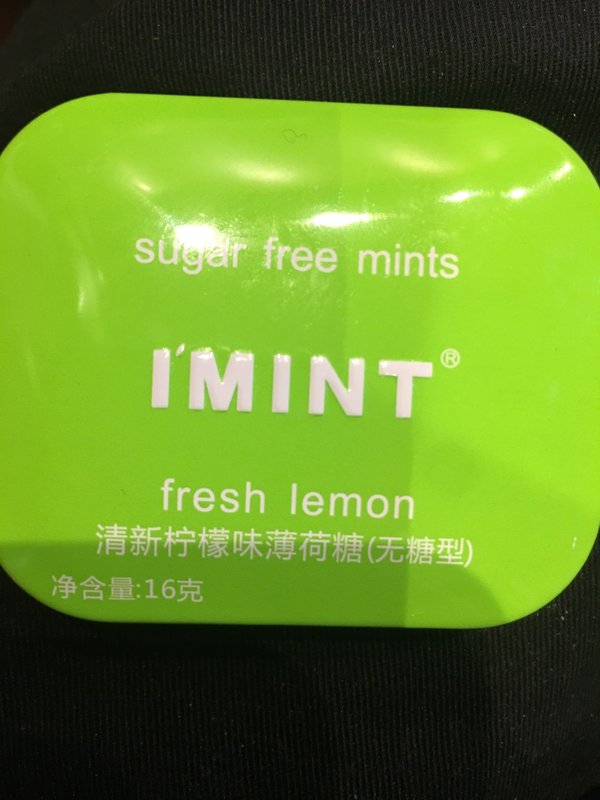 sugar free mints
I'MINT®
fresh lemon
清新柠檬味薄荷糖(无糖型)
净含量:16克